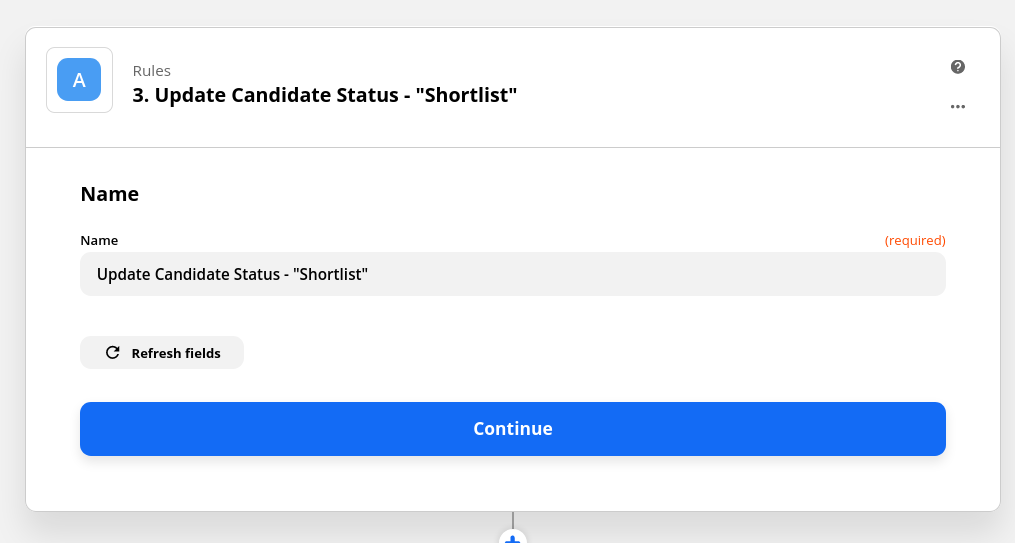 A
Rules
3. Update Candidate Status - "Shortlist"
Name
Name
(required)
Update Candidate Status - "Shortlist"
Refresh fields
Continue